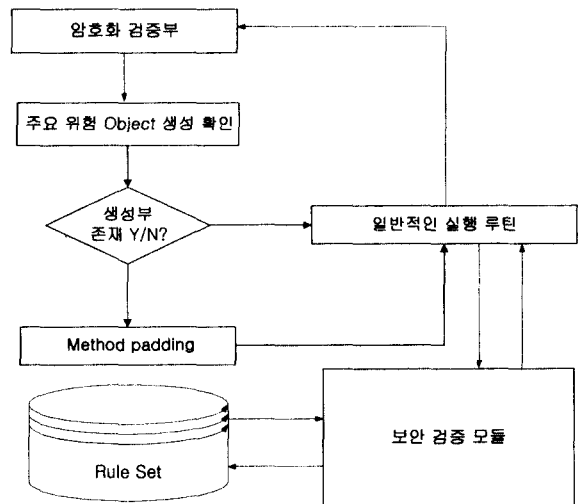 암호화 검증부
주요 위험 Object 생성 확인
생성부
존재 Y/N?
일반적인 실행 루틴
Method padding
보안 검증 모듈
Rule Set